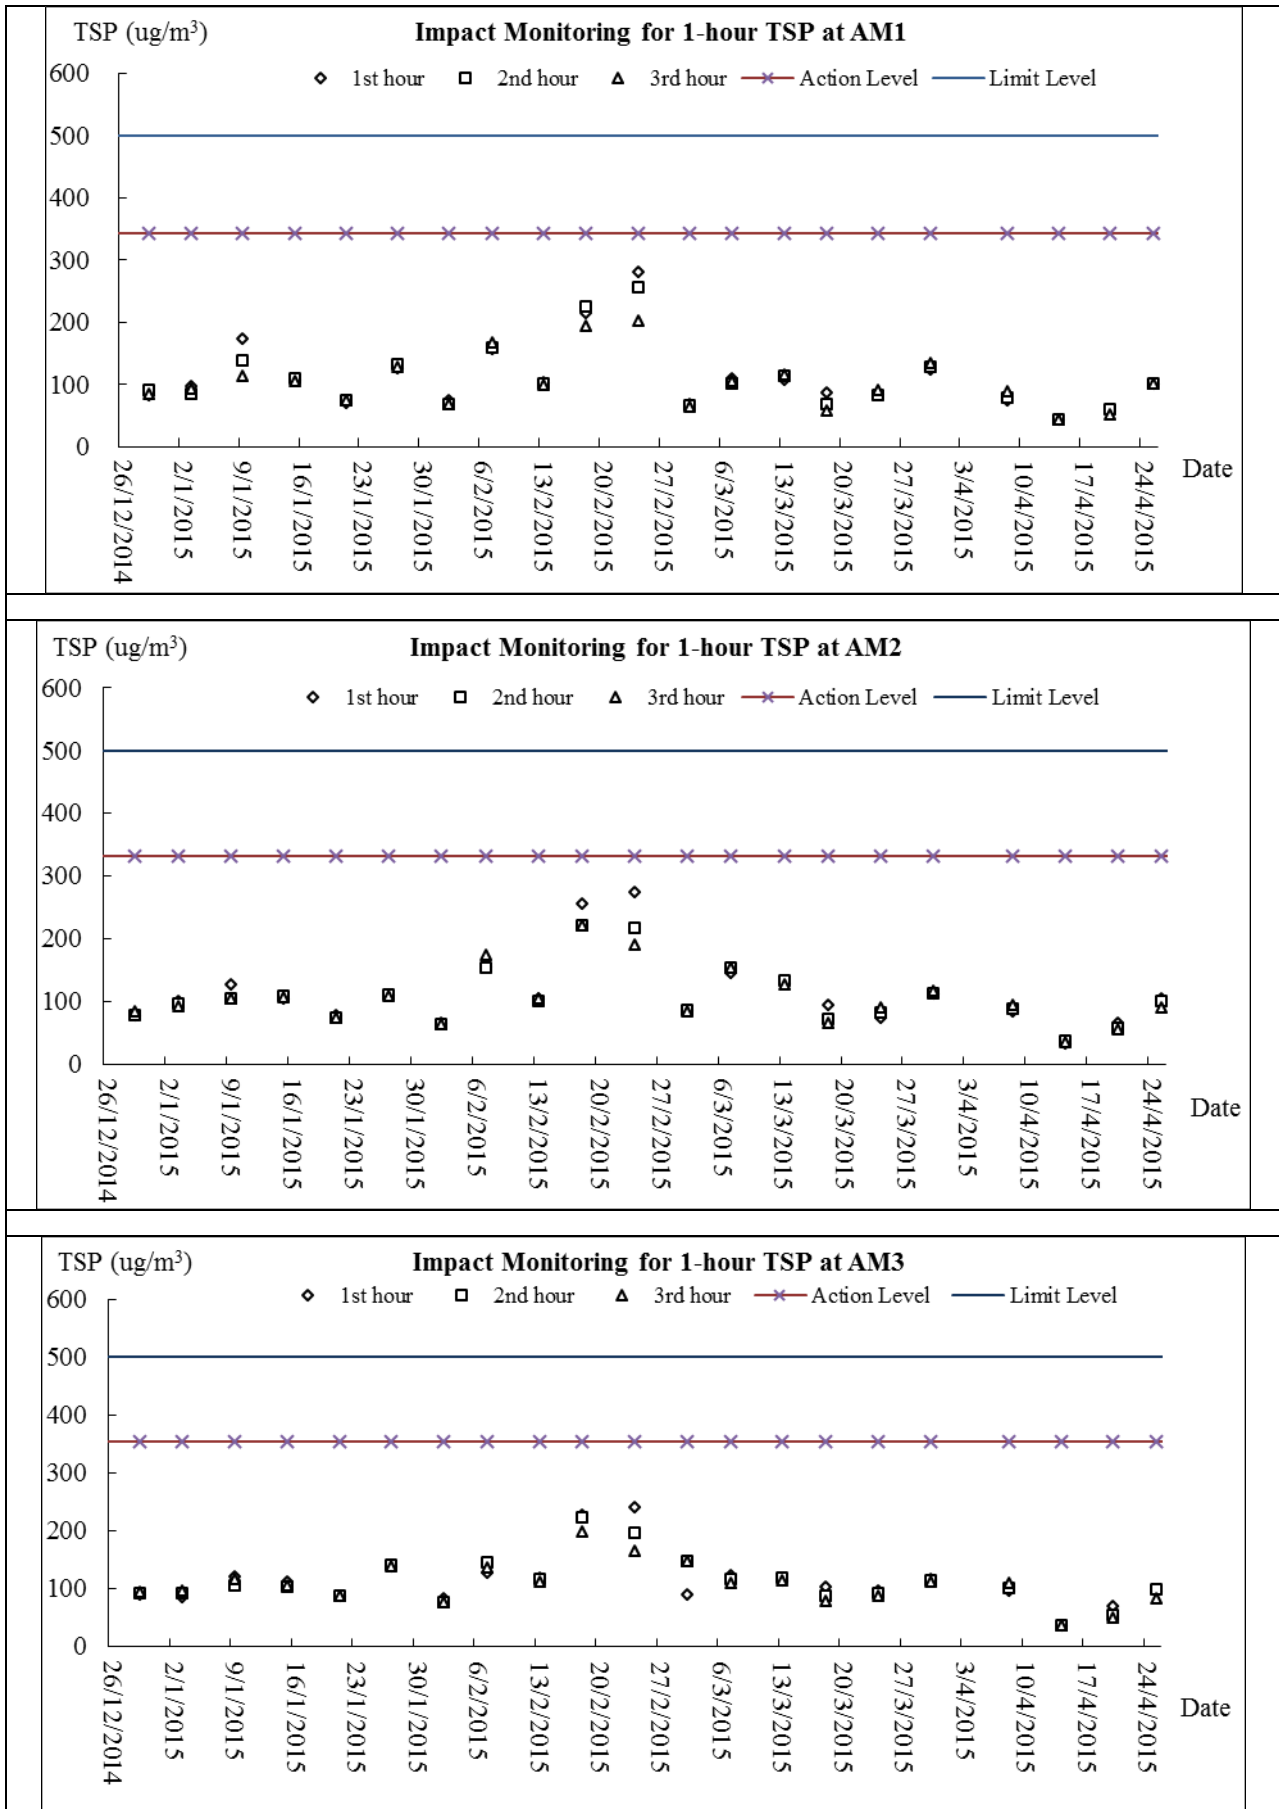 TSP (ug/m³) Impact Monitoring for 1-hour TSP at AM1
600
1st hour 2nd hour 3rd hour Action Level Limit Level
500
400
300
200
100
0
26/12/2014 2/1/2015 9/1/2015 16/1/2015 23/1/2015 30/1/2015 6/2/2015 13/2/2015 20/2/2015 27/2/2015 6/3/2015 13/3/2015 20/3/2015 27/3/2015 3/4/2015 10/4/2015 17/4/2015 24/4/2015 Date
TSP (ug/m³) Impact Monitoring for 1-hour TSP at AM2
600
1st hour 2nd hour 3rd hour Action Level Limit Level
500
400
300
200
100
0
26/12/2014 2/1/2015 9/1/2015 16/1/2015 23/1/2015 30/1/2015 6/2/2015 13/2/2015 20/2/2015 27/2/2015 6/3/2015 13/3/2015 20/3/2015 27/3/2015 3/4/2015 10/4/2015 17/4/2015 24/4/2015 Date
TSP (ug/m³) Impact Monitoring for 1-hour TSP at AM3
600
1st hour 2nd hour 3rd hour Action Level Limit Level
500
400
300
200
100
0
26/12/2014 2/1/2015 9/1/2015 16/1/2015 23/1/2015 30/1/2015 6/2/2015 13/2/2015 20/2/2015 27/2/2015 6/3/2015 13/3/2015 20/3/2015 27/3/2015 3/4/2015 10/4/2015 17/4/2015 24/4/2015 Date